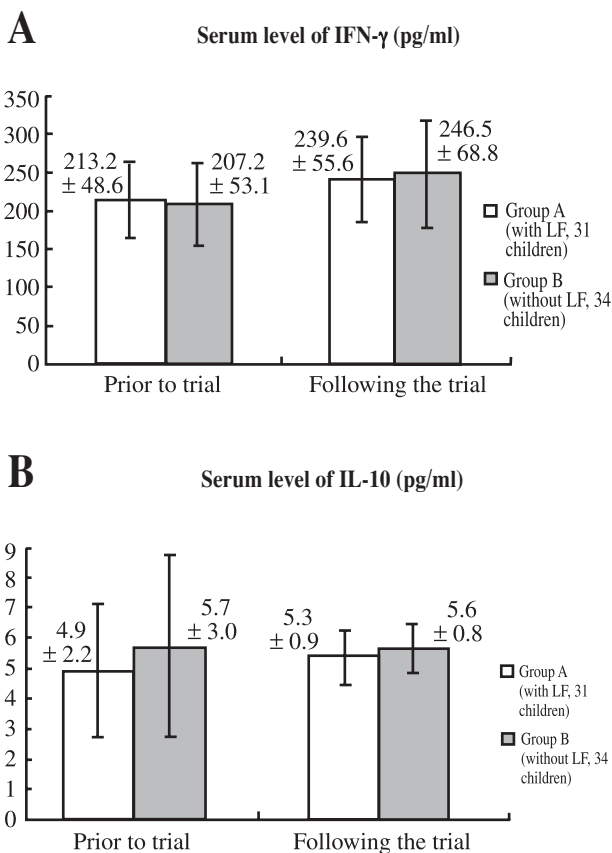 A
Serum level of IFN-γ (pg/ml)
350
300
250
200
150
100
50
0
213.2
± 48.6
207.2
± 53.1
239.6
± 55.6
246.5
± 68.8
Group A
(with LF, 31
children)
Group B
(without LF, 34
children)
Prior to trial
Following the trial
B
Serum level of IL-10 (pg/ml)
9
8
7
6
5
4
3
2
1
0
4.9
± 2.2
5.7
± 3.0
5.3
± 0.9
5.6
± 0.8
Group A
(with LF, 31
children)
Group B
(without LF, 34
children)
Prior to trial
Following the trial